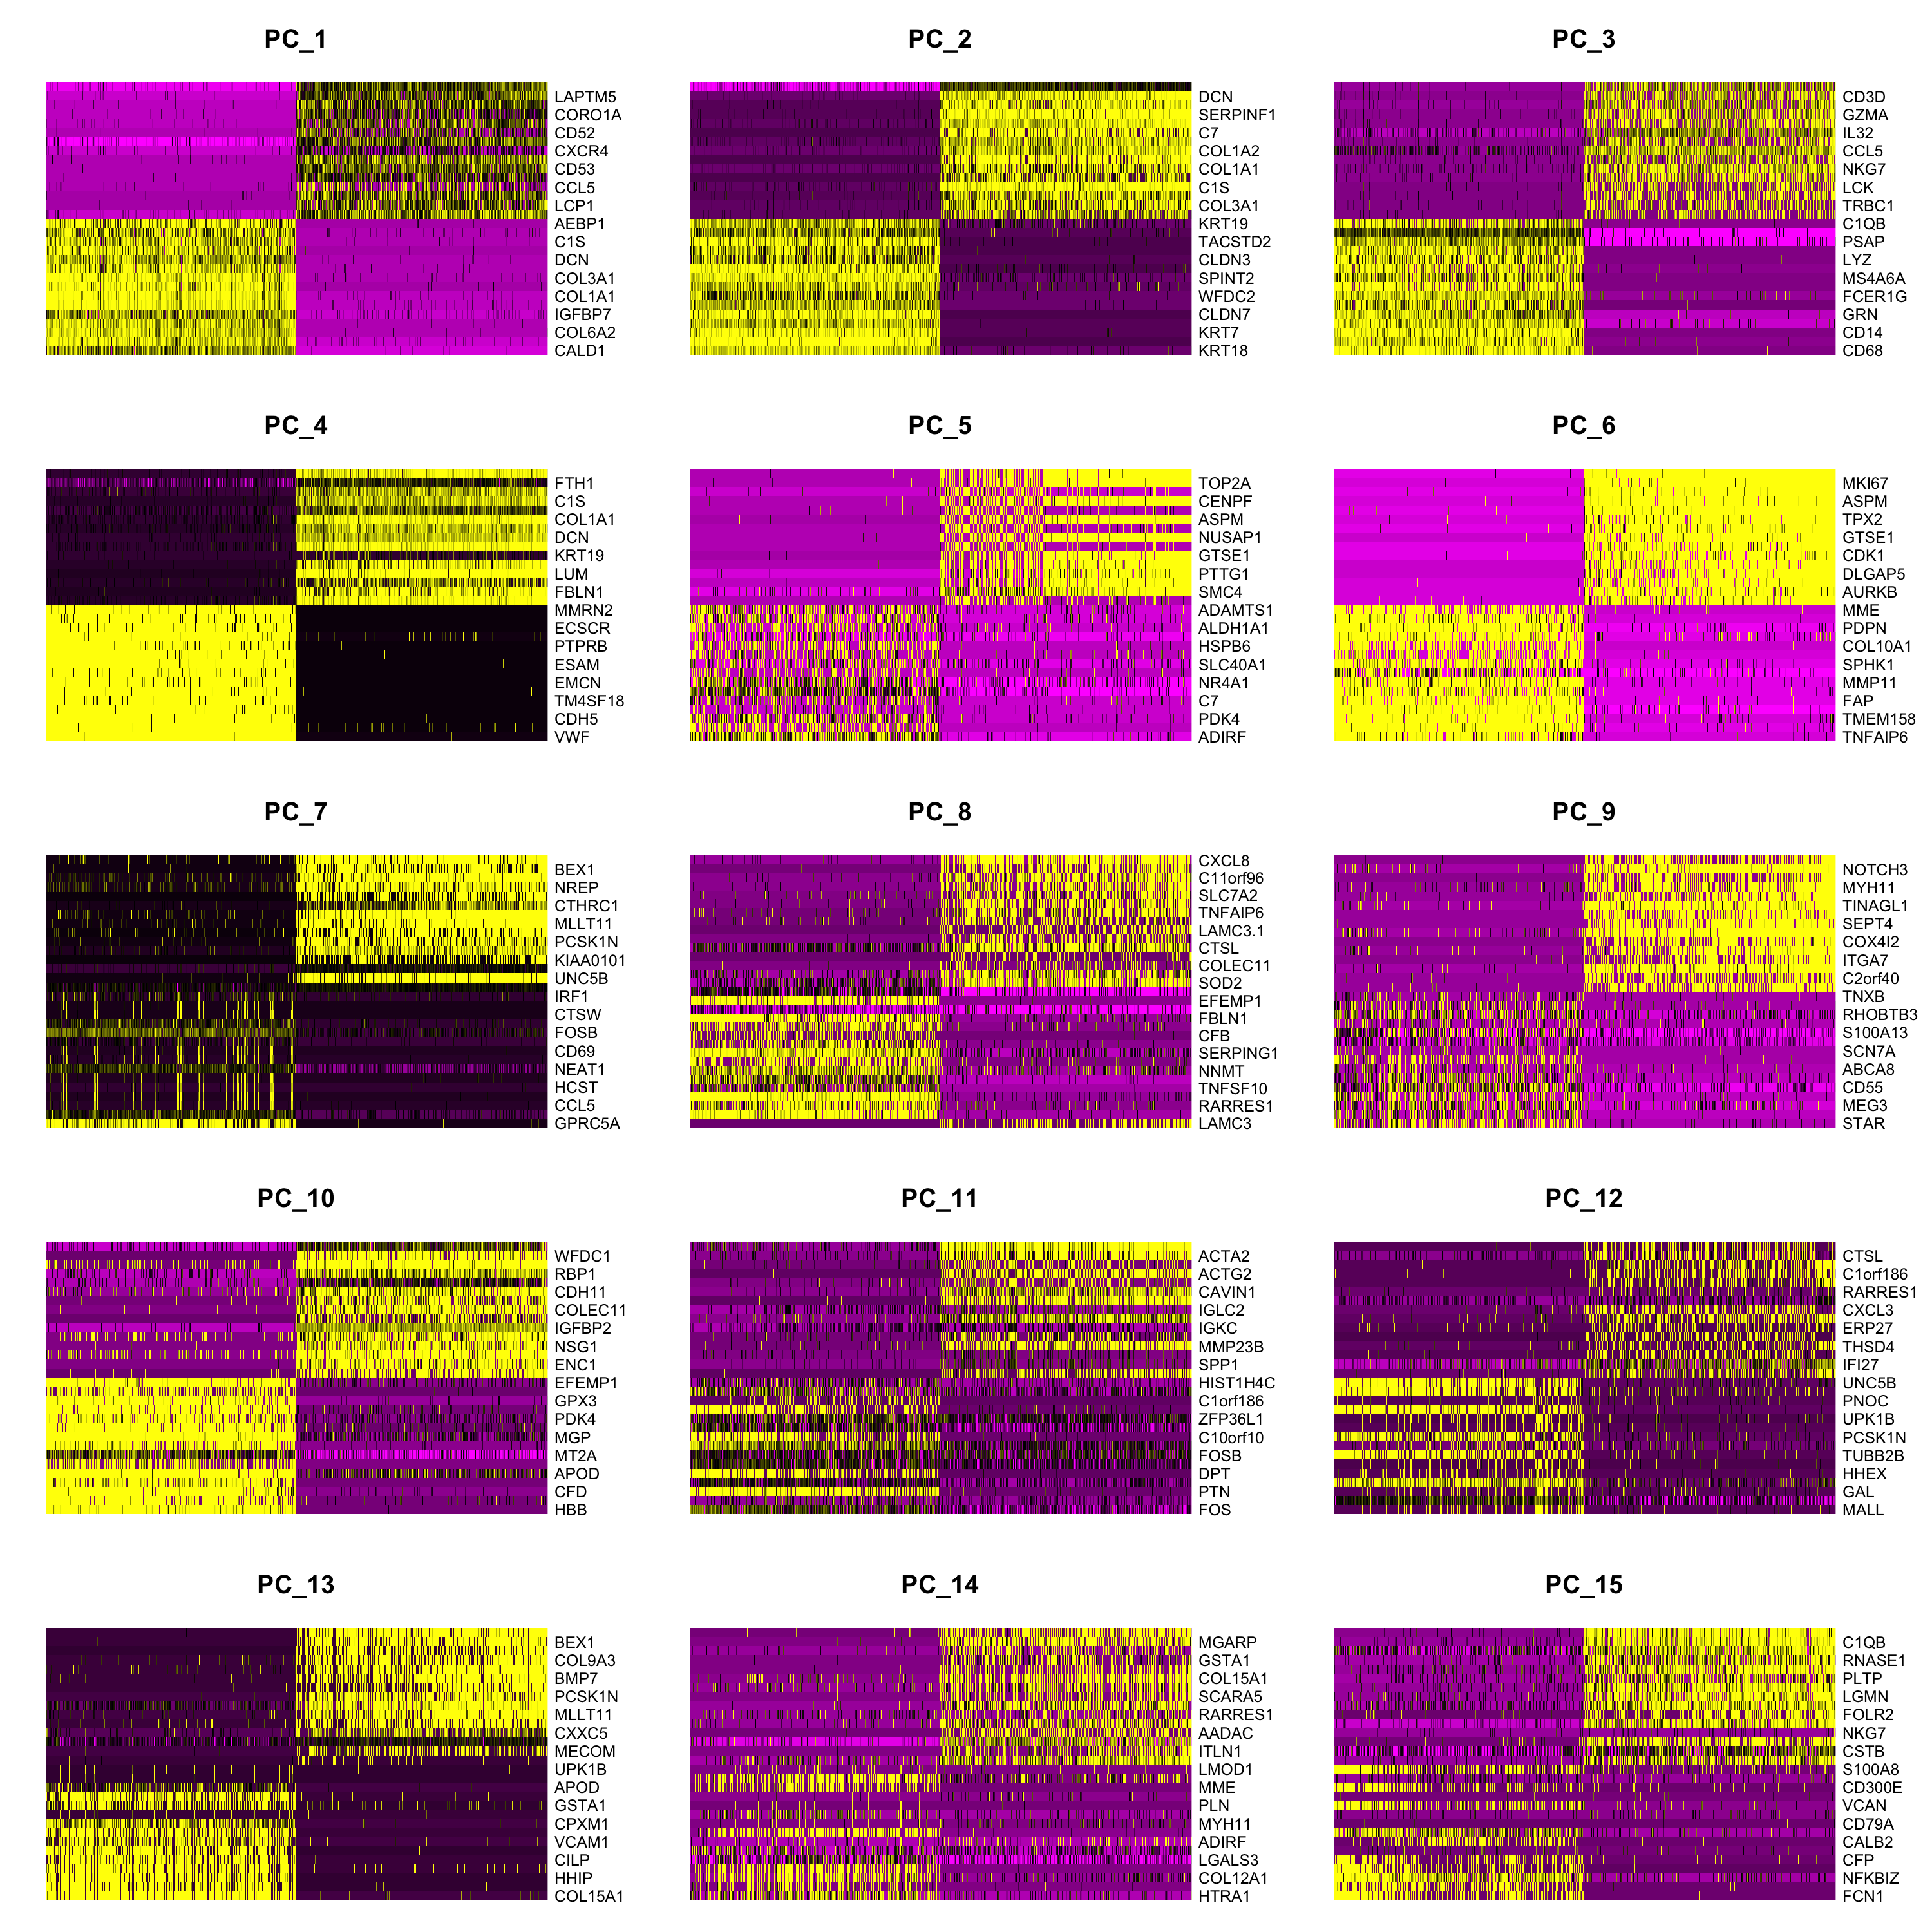 PC_1
LAPTM5
CORO1A
CD52
CXCR4
CD53
CCL5
LCP1
AEBP1
C1S
DCN
COL3A1
COL1A1
IGFBP7
COL6A2
CALD1
PC_2
DCN
SERPINF1
C7
COL1A2
COL1A1
C1S
COL3A1
KRT19
TACSTD2
CLDN3
SPINT2
WFDC2
CLDN7
KRT7
KRT18
PC_3
CD3D
GZMA
IL32
CCL5
NKG7
LCK
TRBC1
C1QB
PSAP
LYZ
MS4A6A
FCER1G
GRN
CD14
CD68
PC_4
FTH1
C1S
COL1A1
DCN
KRT19
LUM
FBLN1
MMRN2
ECSCR
PTPRB
ESAM
EMCN
TM4SF18
CDH5
VWF
PC_5
TOP2A
CENPF
ASPM
NUSAP1
GTSE1
PTTG1
SMC4
ADAMTS1
ALDH1A1
HSPB6
SLC40A1
NR4A1
C7
PDK4
ADIRF
PC_6
MKI67
ASPM
TPX2
GTSE1
CDK1
DLGAP5
AURKB
MME
PDPN
COL10A1
SPHK1
MMP11
FAP
TMEM158
TNFAIP6
PC_7
BEX1
NREP
CTHRC1
MLLT11
PCSK1N
KIAA0101
UNC5B
IRF1
CTSW
FOSB
CD69
NEAT1
HCST
CCL5
GPRC5A
PC_8
CXCL8
C11orf96
SLC7A2
TNFAIP6
LAMC3.1
CTSL
COLEC11
SOD2
EFEMP1
FBLN1
CFB
SERPING1
NNMT
TNFSF10
RARRES1
LAMC3
PC_9
NOTCH3
MYH11
TINAGL1
SEPT4
COX4I2
ITGA7
C2orf40
TNXB
RHOBTB3
S100A13
SCN7A
ABCA8
CD55
MEG3
STAR
PC_10
WFDC1
RBP1
CDH11
COLEC11
IGFBP2
NSG1
ENC1
EFEMP1
GPX3
PDK4
MGP
MT2A
APOD
CFD
HBB
PC_11
ACTA2
ACTG2
CAVIN1
IGLC2
IGKC
MMP23B
SPP1
HIST1H4C
C1orf186
ZFP36L1
C10orf10
FOSB
DPT
PTN
FOS
PC_12
CTSL
C1orf186
RARRES1
CXCL3
ERP27
THSD4
IFI27
UNC5B
PNOC
UPK1B
PCSK1N
TUBB2B
HHEX
GAL
MALL
PC_13
BEX1
COL9A3
BMP7
PCSK1N
MLLT11
CXXC5
MECOM
UPK1B
APOD
GSTA1
CPXM1
VCAM1
CILP
HHIP
COL15A1
PC_14
MGARP
GSTA1
COL15A1
SCARA5
RARRES1
AADAC
ITLN1
LMOD1
MME
PLN
MYH11
ADIRF
LGALS3
COL12A1
HTRA1
PC_15
C1QB
RNASE1
PLTP
LGMN
FOLR2
NKG7
CSTB
S100A8
CD300E
VCAN
CD79A
CALB2
CFP
NFKBIZ
FCN1